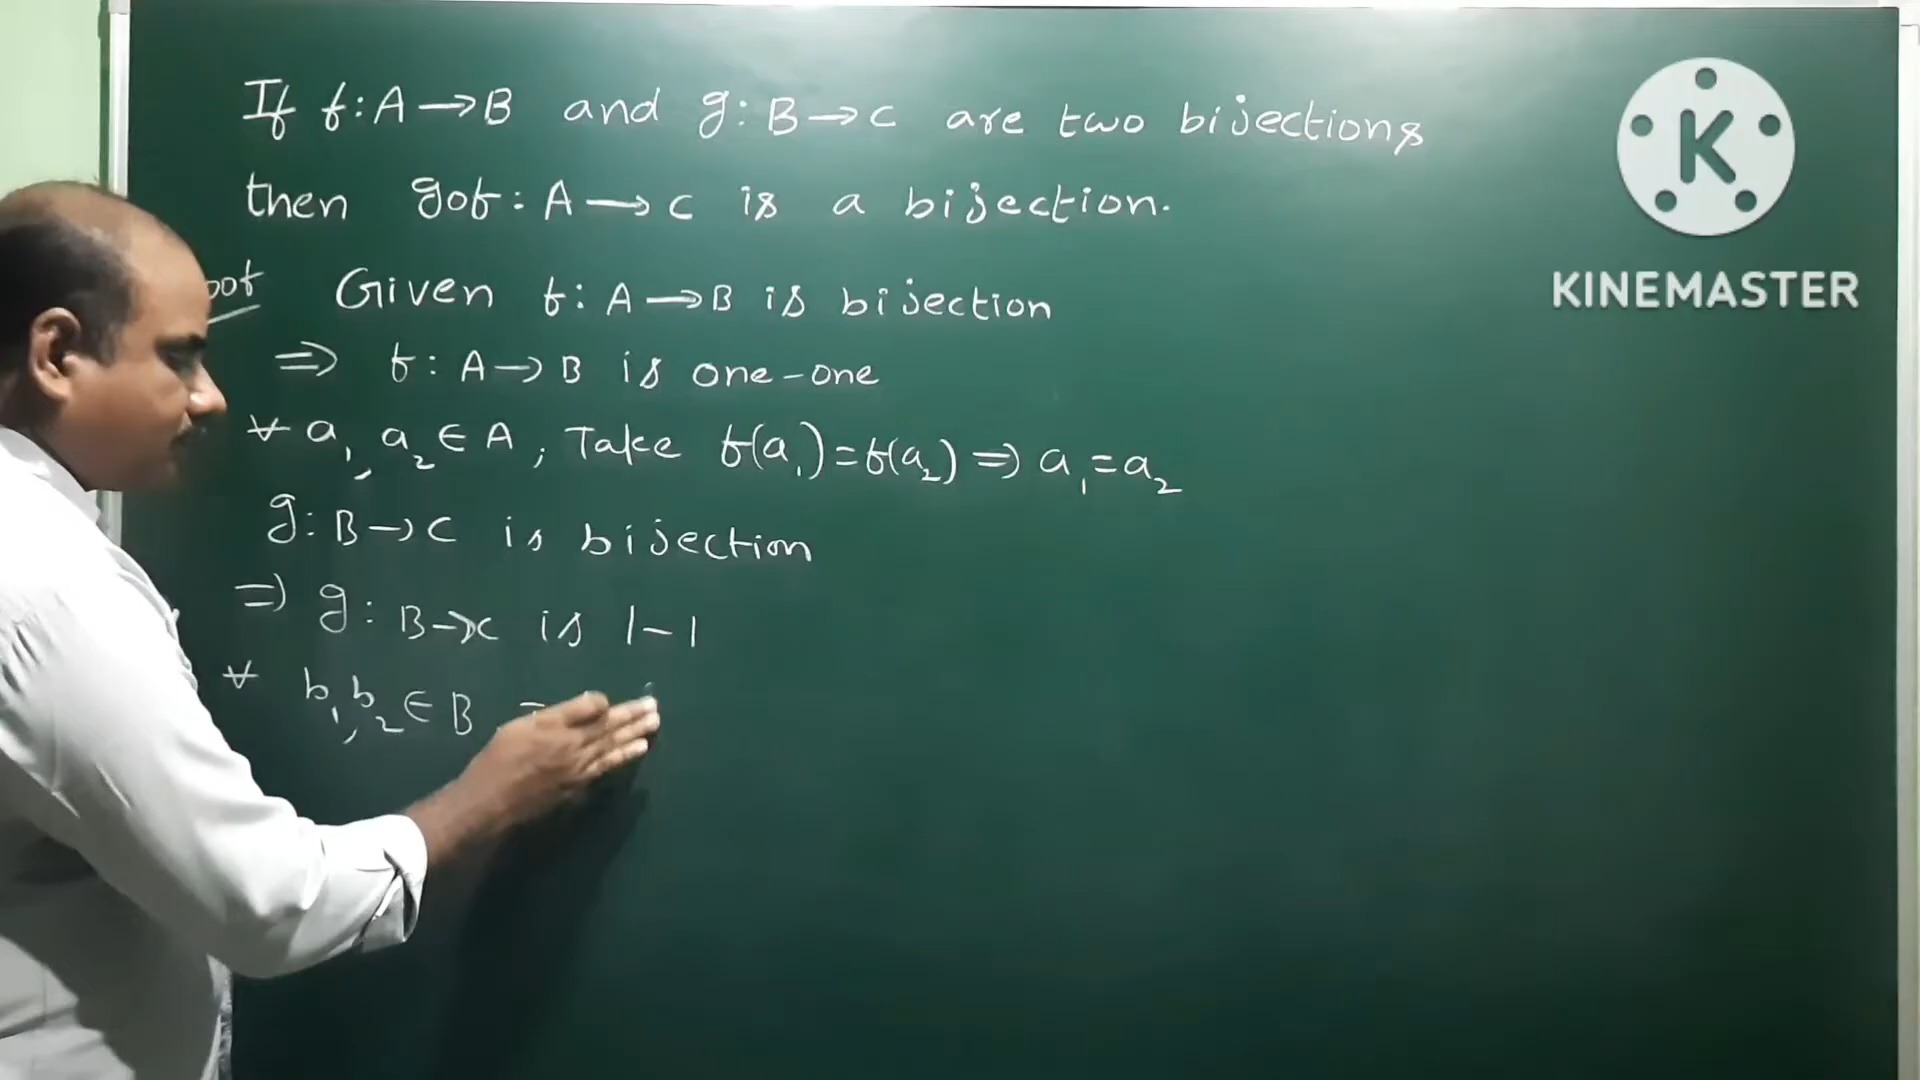 If f: A → B and g: B → C are two bijections
then gof: A → C is a bijection.
Given f: A → B is bijection
⇒ f: A → B is one-one
∀ a₁, a₂ ∈ A, Take f(a₁) = f(a₂) ⇒ a₁ = a₂
g: B → C is bijection
⇒ g: B → C is 1-1
∀ b₁, b₂ ∈ B
KINEMASTER